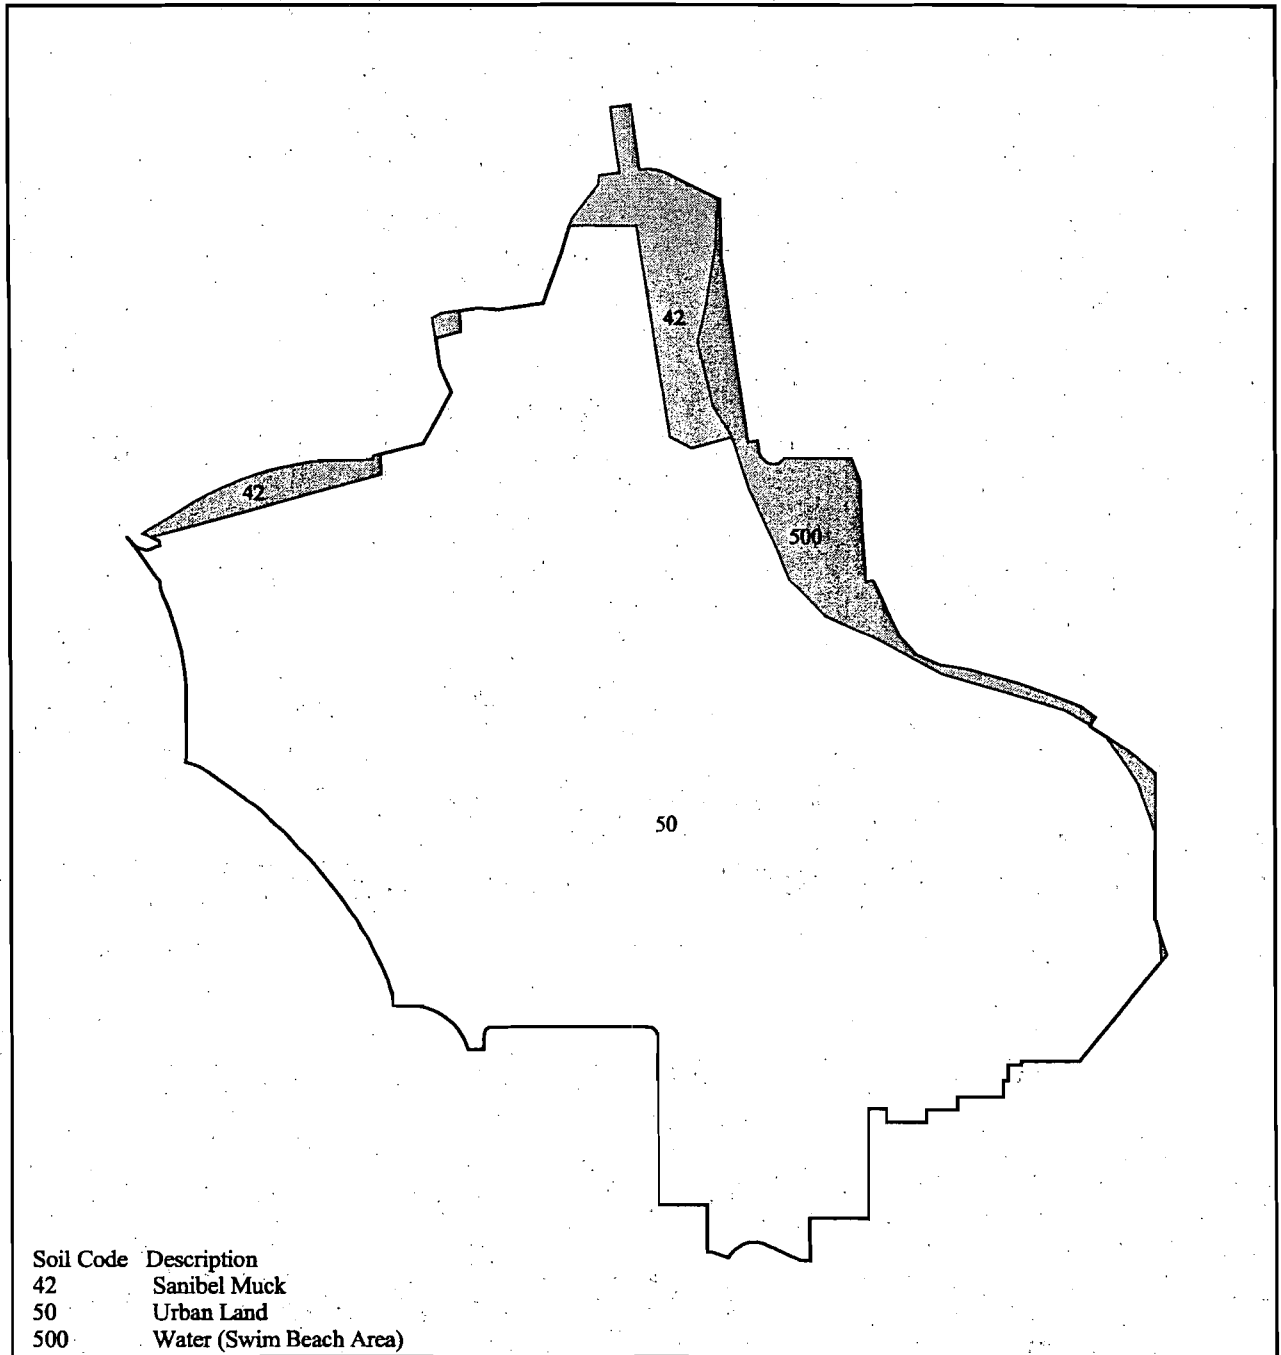 42
42
500
50
Soil Code Description
42 Sanibel Muck
50 Urban Land
500 Water (Swim Beach Area)